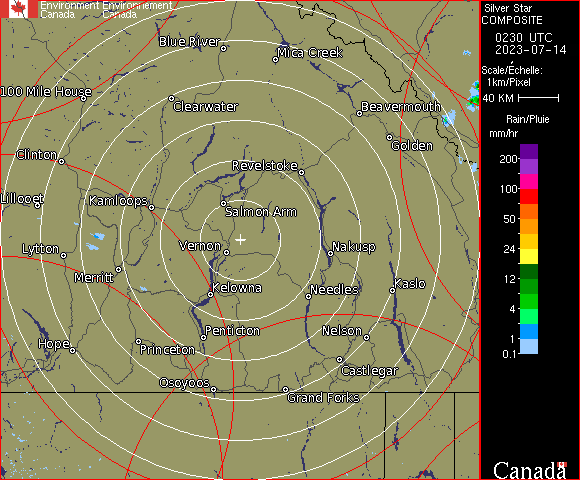 Environment Environnement
Canada Canada
Blue River
Mica Creek
100 Mile House
Clearwater
Beavermouth
Golden
Clinton
Revelstoke
Lillooet
Kamloops
Salmon Arm
Lytton
Vernon
Nakusp
Merritt
Kelowna
Needles
Kaslo
Penticton
Nelson
Hope
Princeton
Castlegar
Osoyoos
Grand Forks
Silver Star
COMPOSITE
0230 UTC
2023-07-14
Scale/Échelle:
1km/Pixel
40 KM
Rain/Pluie
mm/hr
200
100
50
24
12
4
1
0.1
Canada